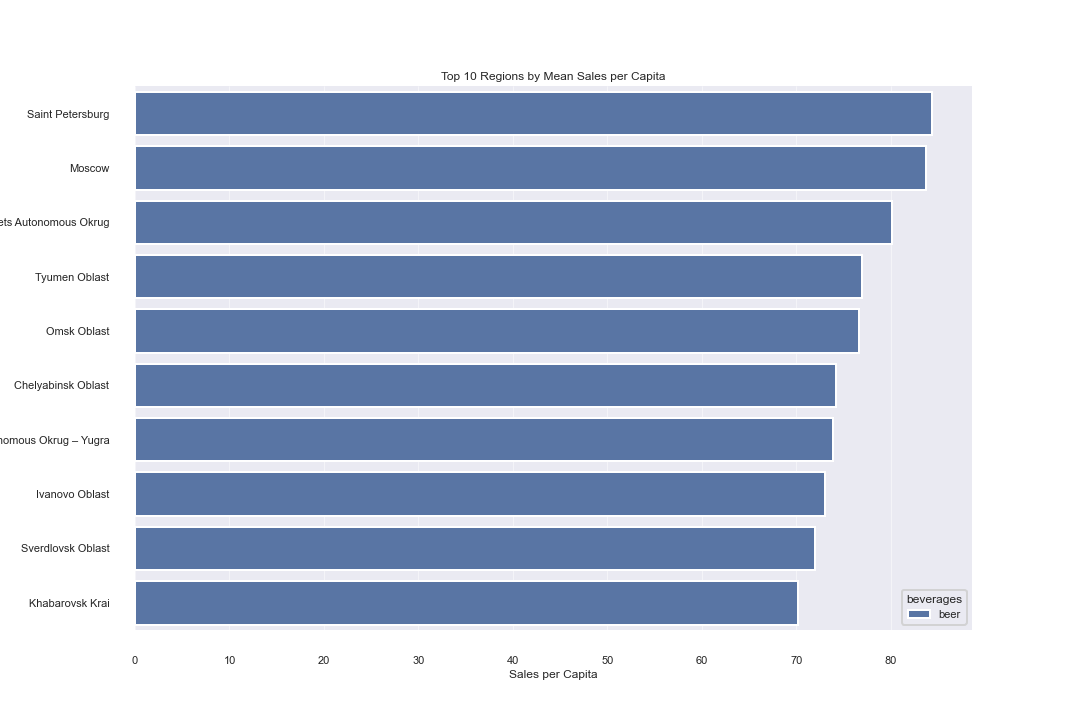 Top 10 Regions by Mean Sales per Capita
Saint Petersburg
Moscow
Autonomous Okrug
Tyumen Oblast
Omsk Oblast
Chelyabinsk Oblast
Okrug – Yugra
Ivanovo Oblast
Sverdlovsk Oblast
Khabarovsk Krai
beverages
beer
0 10 20 30 40 50 60 70 80
Sales per Capita